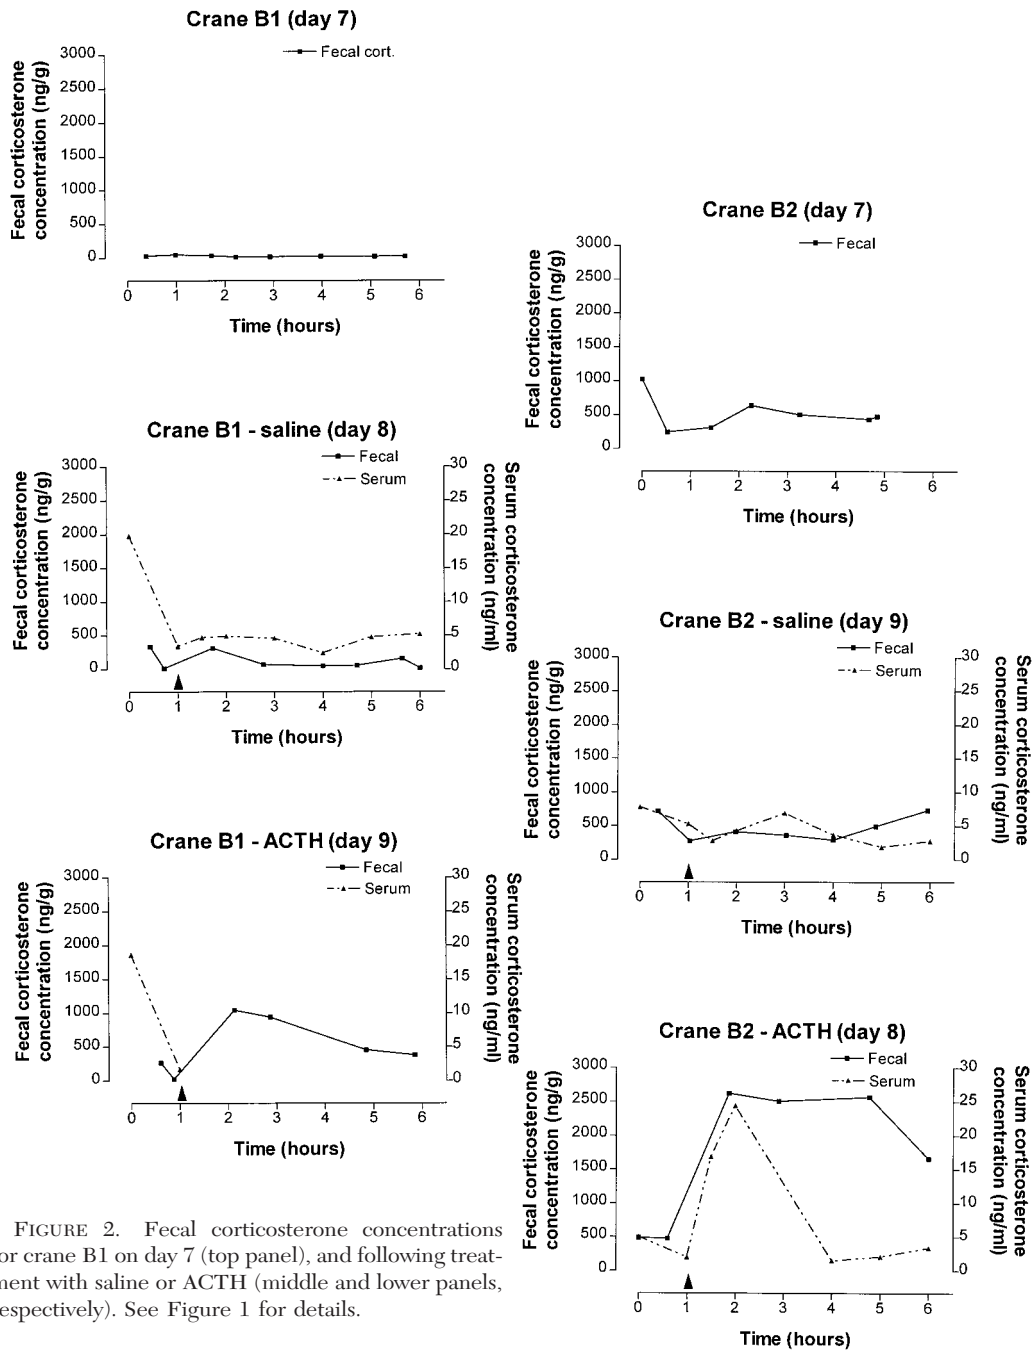 Crane B1 (day 7)
Fecal cort.
Fecal corticosterone
concentration (ng/g)
3000
2500
2000
1500
1000
500
0
0 1 2 3 4 5 6
Time (hours)
Crane B1 - saline (day 8)
Fecal
Serum
Fecal corticosterone
concentration (ng/g)
3000
2500
2000
1500
1000
500
0
30
25
20
15
10
5
0
Serum corticosterone
concentration (ng/ml)
0 1 2 3 4 5 6
Time (hours)
Crane B1 - ACTH (day 9)
Fecal
Serum
Fecal corticosterone
concentration (ng/g)
3000
2500
2000
1500
1000
500
0
30
25
20
15
10
5
0
Serum corticosterone
concentration (ng/ml)
0 1 2 3 4 5 6
Time (hours)
FIGURE 2. Fecal corticosterone concentrations
or crane B1 on day 7 (top panel), and following treat-
ment with saline or ACTH (middle and lower panels,
espectively). See Figure 1 for details.
Crane B2 (day 7)
Fecal
Fecal corticosterone
concentration (ng/g)
3000
2500
2000
1500
1000
500
0
0 1 2 3 4 5 6
Time (hours)
Crane B2 - saline (day 9)
Fecal
Serum
Fecal corticosterone
concentration (ng/g)
3000
2500
2000
1500
1000
500
0
30
25
20
15
10
5
0
Serum corticosterone
concentration (ng/ml)
0 1 2 3 4 5 6
Time (hours)
Crane B2 - ACTH (day 8)
Fecal
Serum
Fecal corticosterone
concentration (ng/g)
3000
2500
2000
1500
1000
500
0
30
25
20
15
10
5
0
Serum corticosterone
concentration (ng/ml)
0 1 2 3 4 5 6
Time (hours)